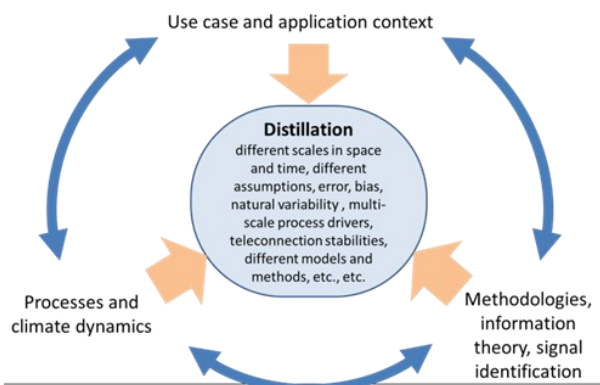 Use case and application context
Distillation
different scales in space
and time, different
assumptions, error, bias,
natural variability , multi-
scale process drivers,
teleconnection stabilities,
different models and
methods, etc., etc.
Processes and
climate dynamics
Methodologies,
information
theory, signal
identification